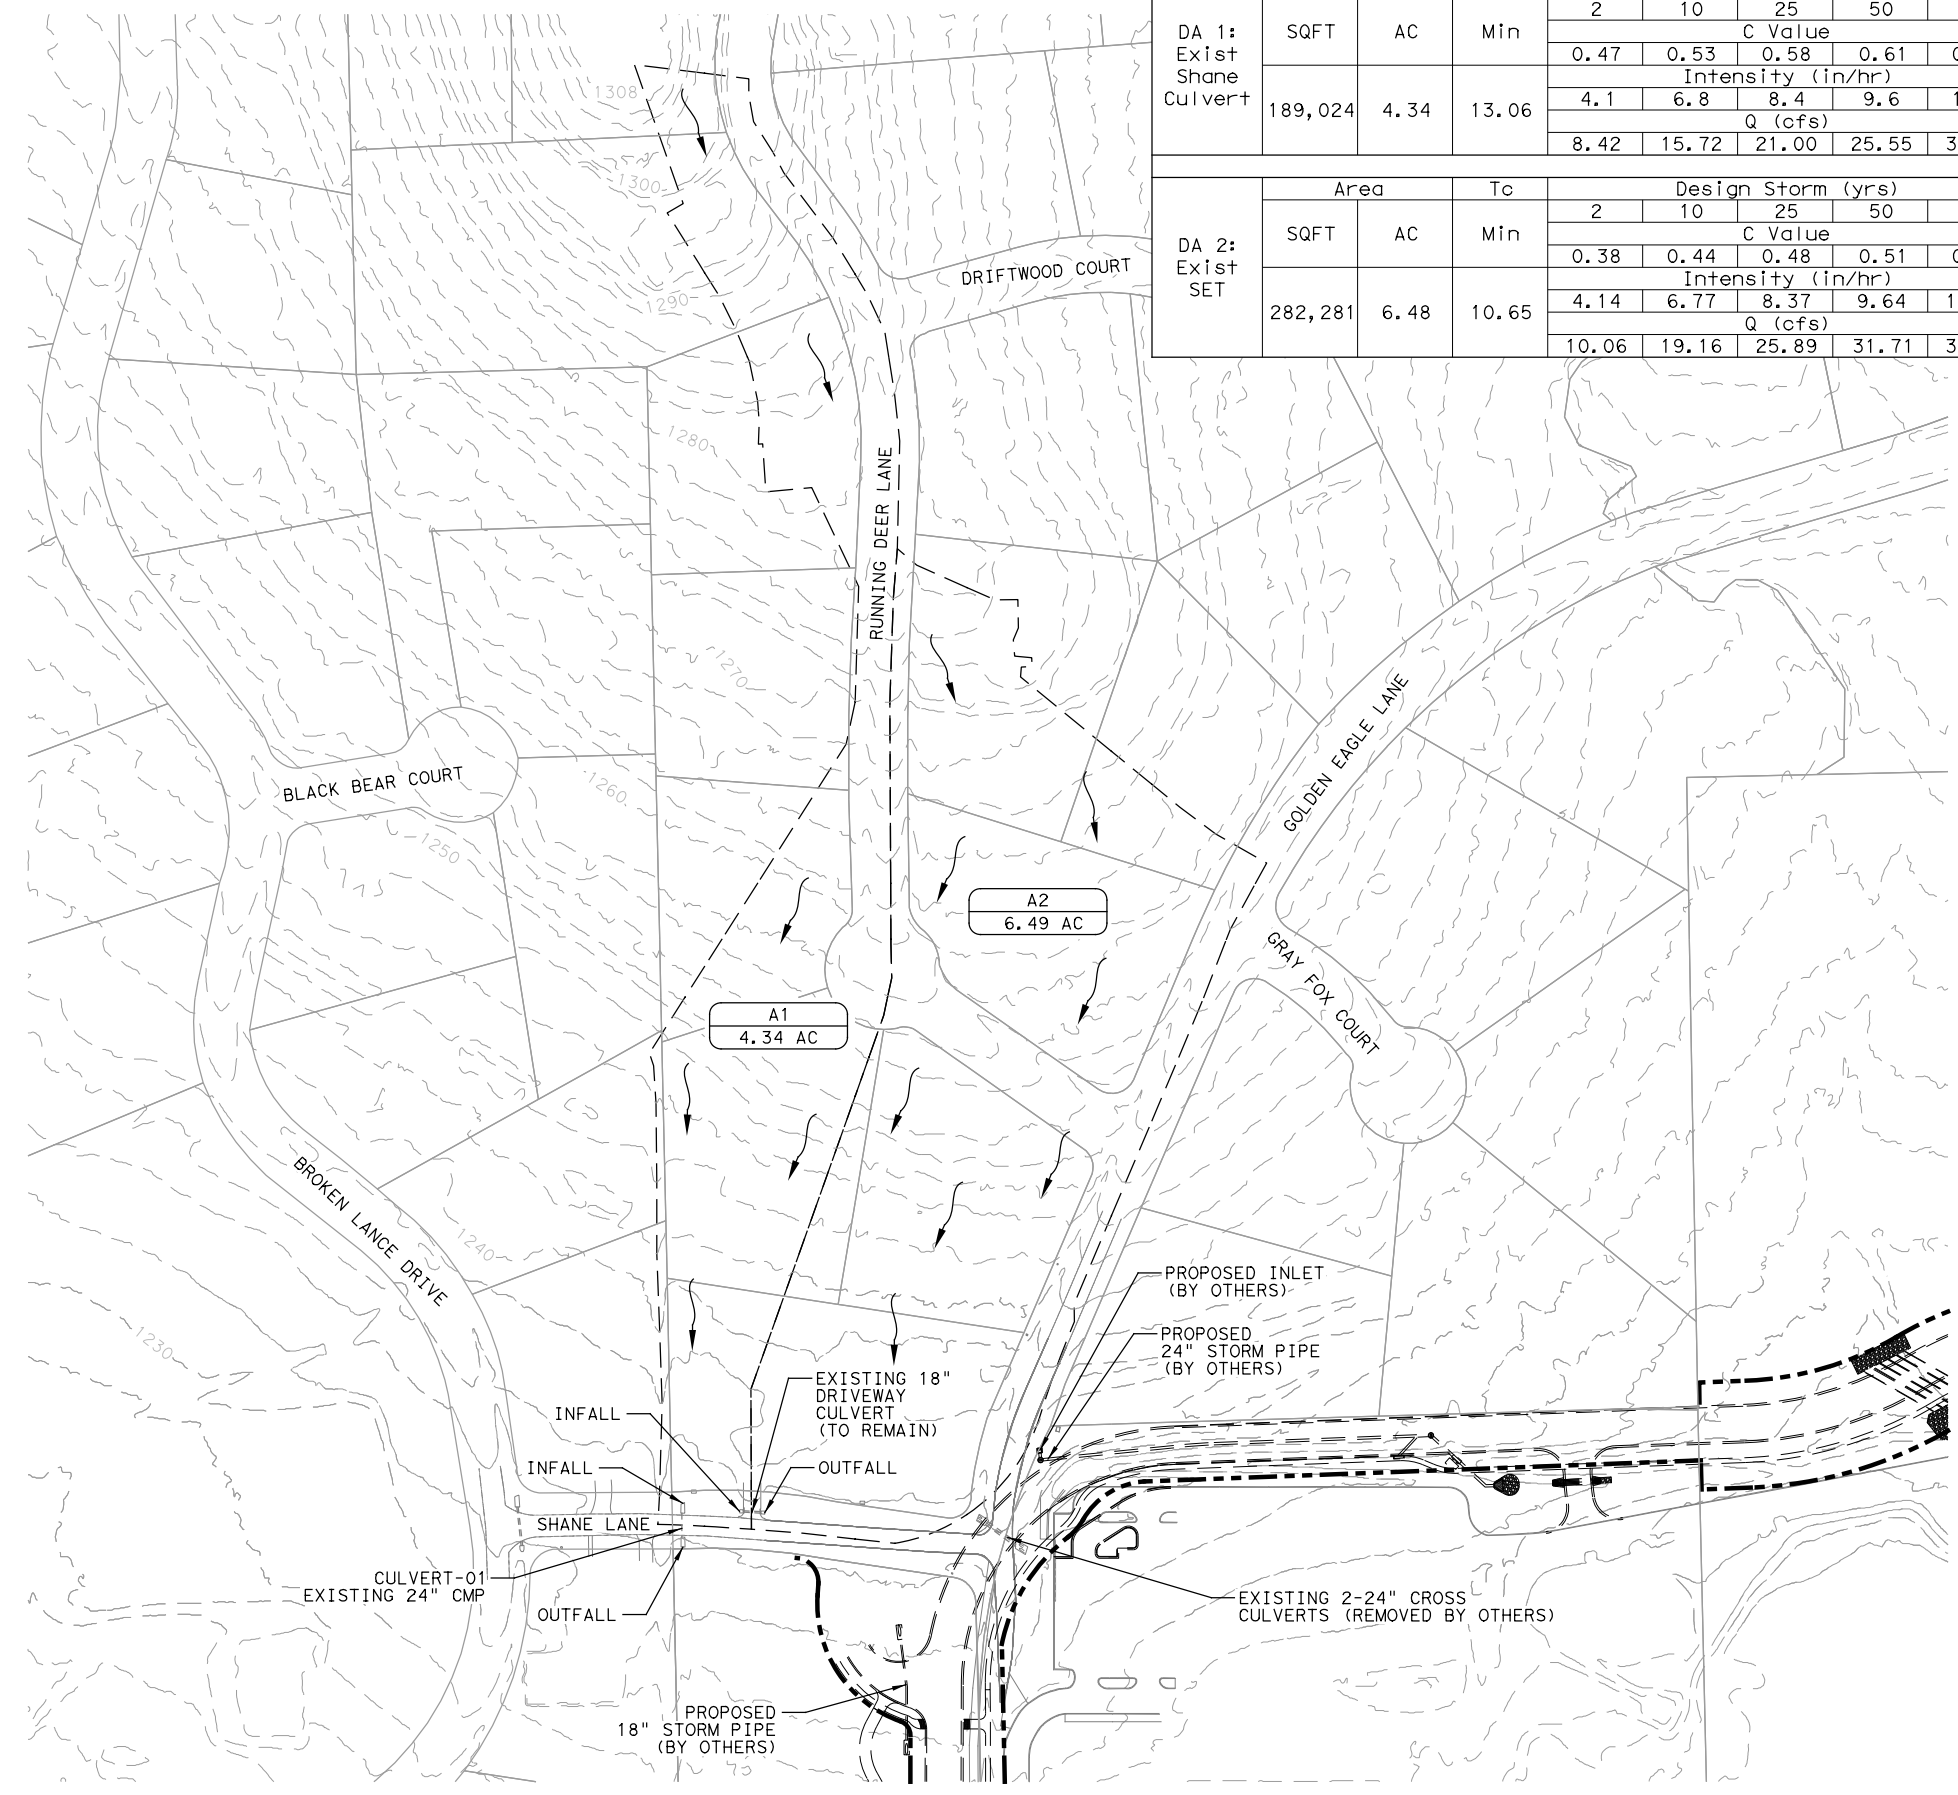 2 10 25 50
DA 1: SQFT AC Min C Value
Exist 0.47 0.53 0.58 0.61
Shane Intensity (in/hr)
Culvert 189,024 4.34 13.06 4.1 6.8 8.4 9.6
Q (cfs)
8.42 15.72 21.00 25.55
Area Tc Design Storm (yrs)
2 10 25 50
DA 2: SQFT AC Min C Value
Exist 0.38 0.44 0.48 0.51
SET Intensity (in/hr)
282,281 6.48 10.65 4.14 6.77 8.37 9.64
Q (cfs)
10.06 19.16 25.89 31.71
1308
1300
1290
DRIFTWOOD COURT
1280
RUNNING DEER LANE
1270
GOLDEN EAGLE LANE
BLACK BEAR COURT
1260
1250
A2
6.49 AC
GRAY FOX COURT
A1
4.34 AC
BROKEN LANCE DRIVE
1240
1230
PROPOSED INLET
(BY OTHERS)
PROPOSED
24" STORM PIPE
(BY OTHERS)
EXISTING 18"
DRIVEWAY
CULVERT
(TO REMAIN)
INFALL
INFALL
OUTFALL
SHANE LANE
CULVERT-01
EXISTING 24" CMP
OUTFALL
EXISTING 2-24" CROSS
CULVERTS (REMOVED BY OTHERS)
PROPOSED
18" STORM PIPE
(BY OTHERS)